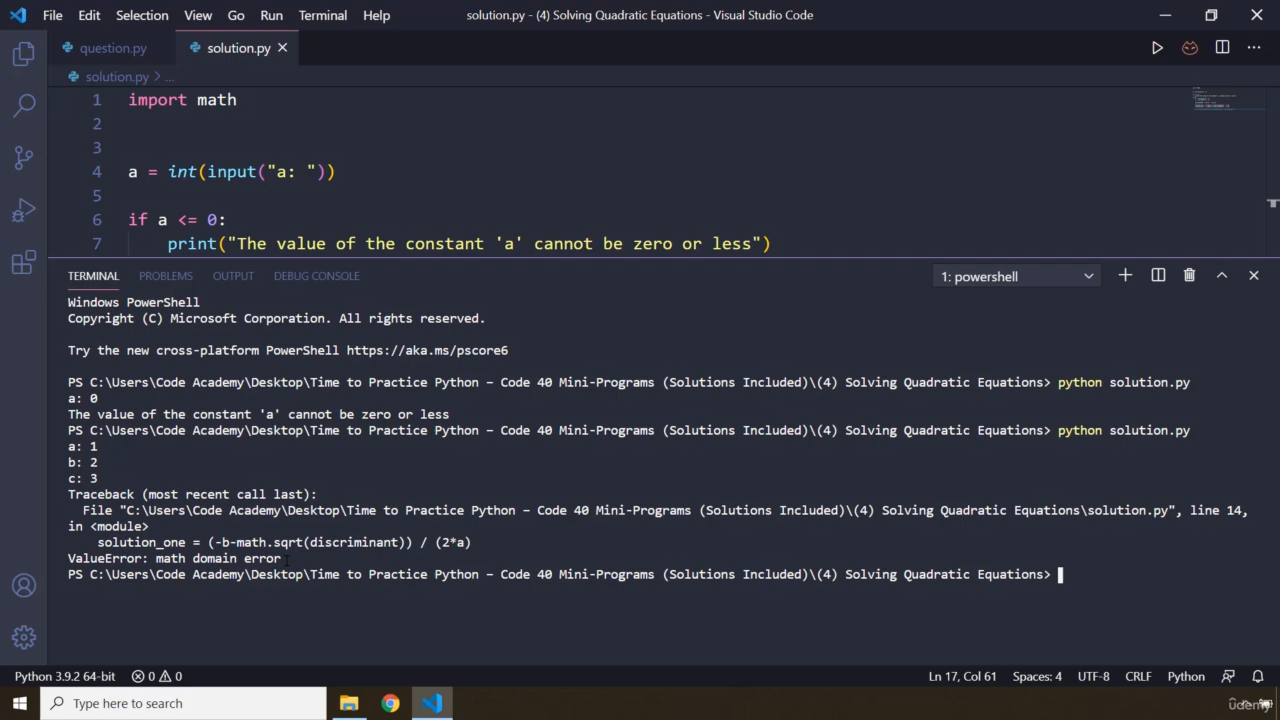 File Edit Selection View Go Run Terminal Help solution.py - (4) Solving Quadratic Equations - Visual Studio Code
question.py solution.py
solution.py > ...
1 import math
2
3
4 a = int(input("a: "))
5
6 if a <= 0:
7 print("The value of the constant 'a' cannot be zero or less")
TERMINAL PROBLEMS OUTPUT DEBUG CONSOLE 1: powershell
Windows PowerShell
Copyright (C) Microsoft Corporation. All rights reserved.
Try the new cross-platform PowerShell https://aka.ms/pscore6
PS C:\Users\Code Academy\Desktop\Time to Practice Python – Code 40 Mini-Programs (Solutions Included)\(4) Solving Quadratic Equations> python solution.py
a: 0
The value of the constant 'a' cannot be zero or less
PS C:\Users\Code Academy\Desktop\Time to Practice Python – Code 40 Mini-Programs (Solutions Included)\(4) Solving Quadratic Equations> python solution.py
a: 1
b: 2
c: 3
Traceback (most recent call last):
File "C:\Users\Code Academy\Desktop\Time to Practice Python – Code 40 Mini-Programs (Solutions Included)\(4) Solving Quadratic Equations\solution.py", line 14,
in <module>
solution_one = (-b-math.sqrt(discriminant)) / (2*a)
ValueError: math domain error
PS C:\Users\Code Academy\Desktop\Time to Practice Python – Code 40 Mini-Programs (Solutions Included)\(4) Solving Quadratic Equations>
Python 3.9.2 64-bit 0 0 Ln 17, Col 61 Spaces: 4 UTF-8 CRLF Python
Type here to search udemy